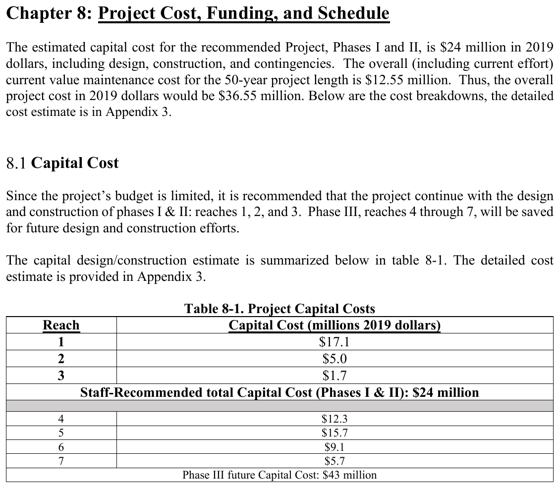 Chapter 8: Project Cost, Funding, and Schedule
The estimated capital cost for the recommended Project, Phases I and II, is $24 million in 2019
dollars, including design, construction, and contingencies. The overall (including current effort)
current value maintenance cost for the 50-year project length is $12.55 million. Thus, the overall
project cost in 2019 dollars would be $36.55 million. Below are the cost breakdowns, the detailed
cost estimate is in Appendix 3.
8.1 Capital Cost
Since the project's budget is limited, it is recommended that the project continue with the design
and construction of phases I & II: reaches 1, 2, and 3. Phase III, reaches 4 through 7, will be saved
for future design and construction efforts.
The capital design/construction estimate is summarized below in table 8-1. The detailed cost
estimate is provided in Appendix 3.
Table 8-1. Project Capital Costs
Reach Capital Cost (millions 2019 dollars)
1 $17.1
2 $5.0
3 $1.7
Staff-Recommended total Capital Cost (Phases I & II): $24 million
4 $12.3
5 $15.7
6 $9.1
7 $5.7
Phase III future Capital Cost: $43 million